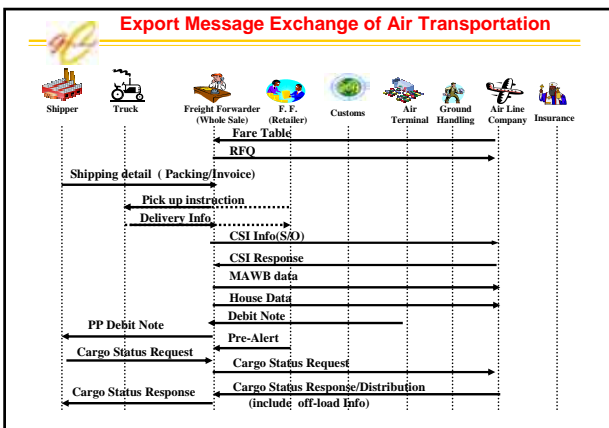 Export Message Exchange of Air Transportation
Shipper
Truck
Freight Forwarder
(Whole Sale)
F. F.
(Retailer)
Customs
Air
Terminal
Ground
Handling
Air Line
Company
Insurance
Fare Table
RFQ
Shipping detail ( Packing/Invoice)
Pick up instruction
Delivery Info
CSI Info(S/O)
CSI Response
MAWB data
House Data
Debit Note
PP Debit Note
Pre-Alert
Cargo Status Request
Cargo Status Request
Cargo Status Response
Cargo Status Response/Distribution
(include off-load Info)